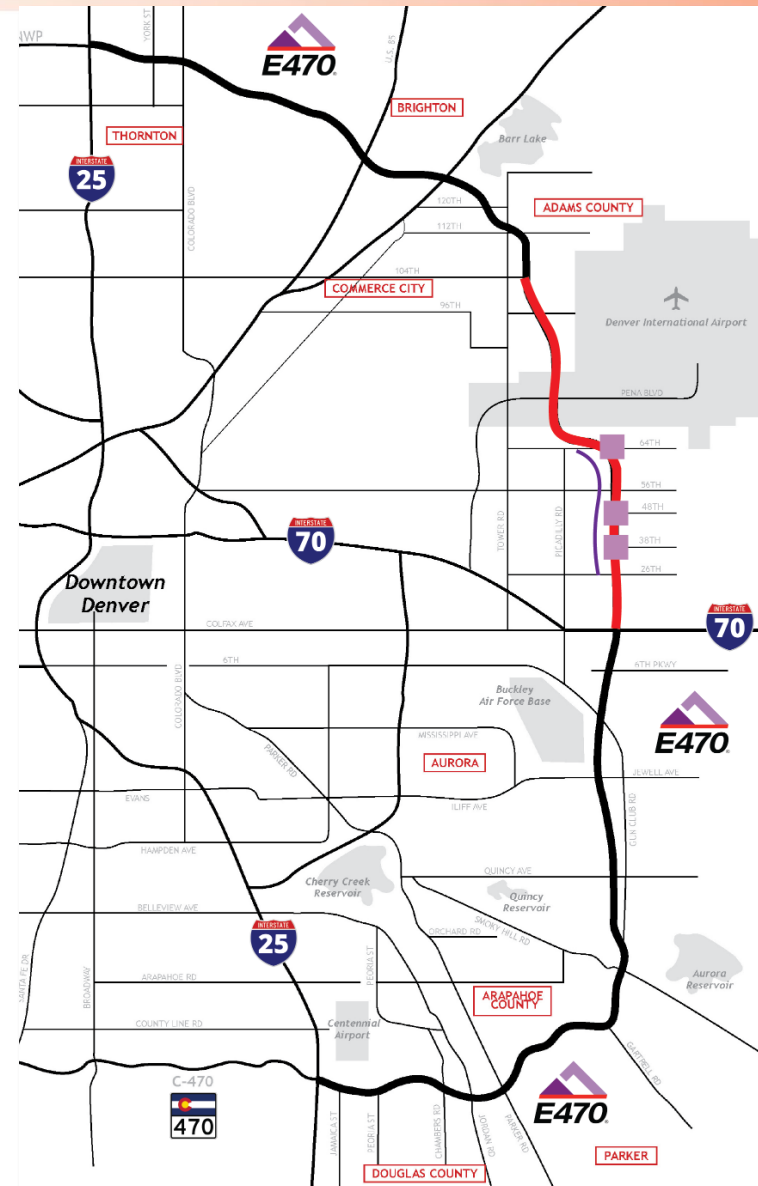 NWP
YORK ST
E470®
U.S. 85
BRIGHTON
THORNTON
INTERSTATE
25
Barr Lake
COLORADO BLVD
120TH
ADAMS COUNTY
112TH
104TH
COMMERCE CITY
96TH
Denver International Airport
PENA BLVD
64TH
56TH
48TH
TOWER RD
PICADILLY RD
38TH
INTERSTATE
70
26TH
Downtown
Denver
COLFAX AVE
INTERSTATE
70
6TH
6TH PKWY
COLORADO BLVD
Buckley
Air Force Base
E470®
MISSISSIPPI AVE
PARKER RD
AURORA
JEWELL AVE
EVANS
ILIFF AVE
GUN CLUB RD
HAMPDEN AVE
QUINCY AVE
Cherry Creek
Reservoir
Quincy
Reservoir
BELLEVIEW AVE
SMOKY HILL RD
INTERSTATE
25
ORCHARD RD
SANTA FE DR
BROADWAY
PEORIA ST
ARAPAHOE RD
Aurora
Reservoir
ARAPAHOE
COUNTY
COUNTY LINE RD
Centennial
Airport
GARTRELL RD
C-470
470
E470®
JAMAICA ST
PEORIA ST
CHAMBERS RD
JORDAN RD
PARKER RD
PARKER
DOUGLAS COUNTY